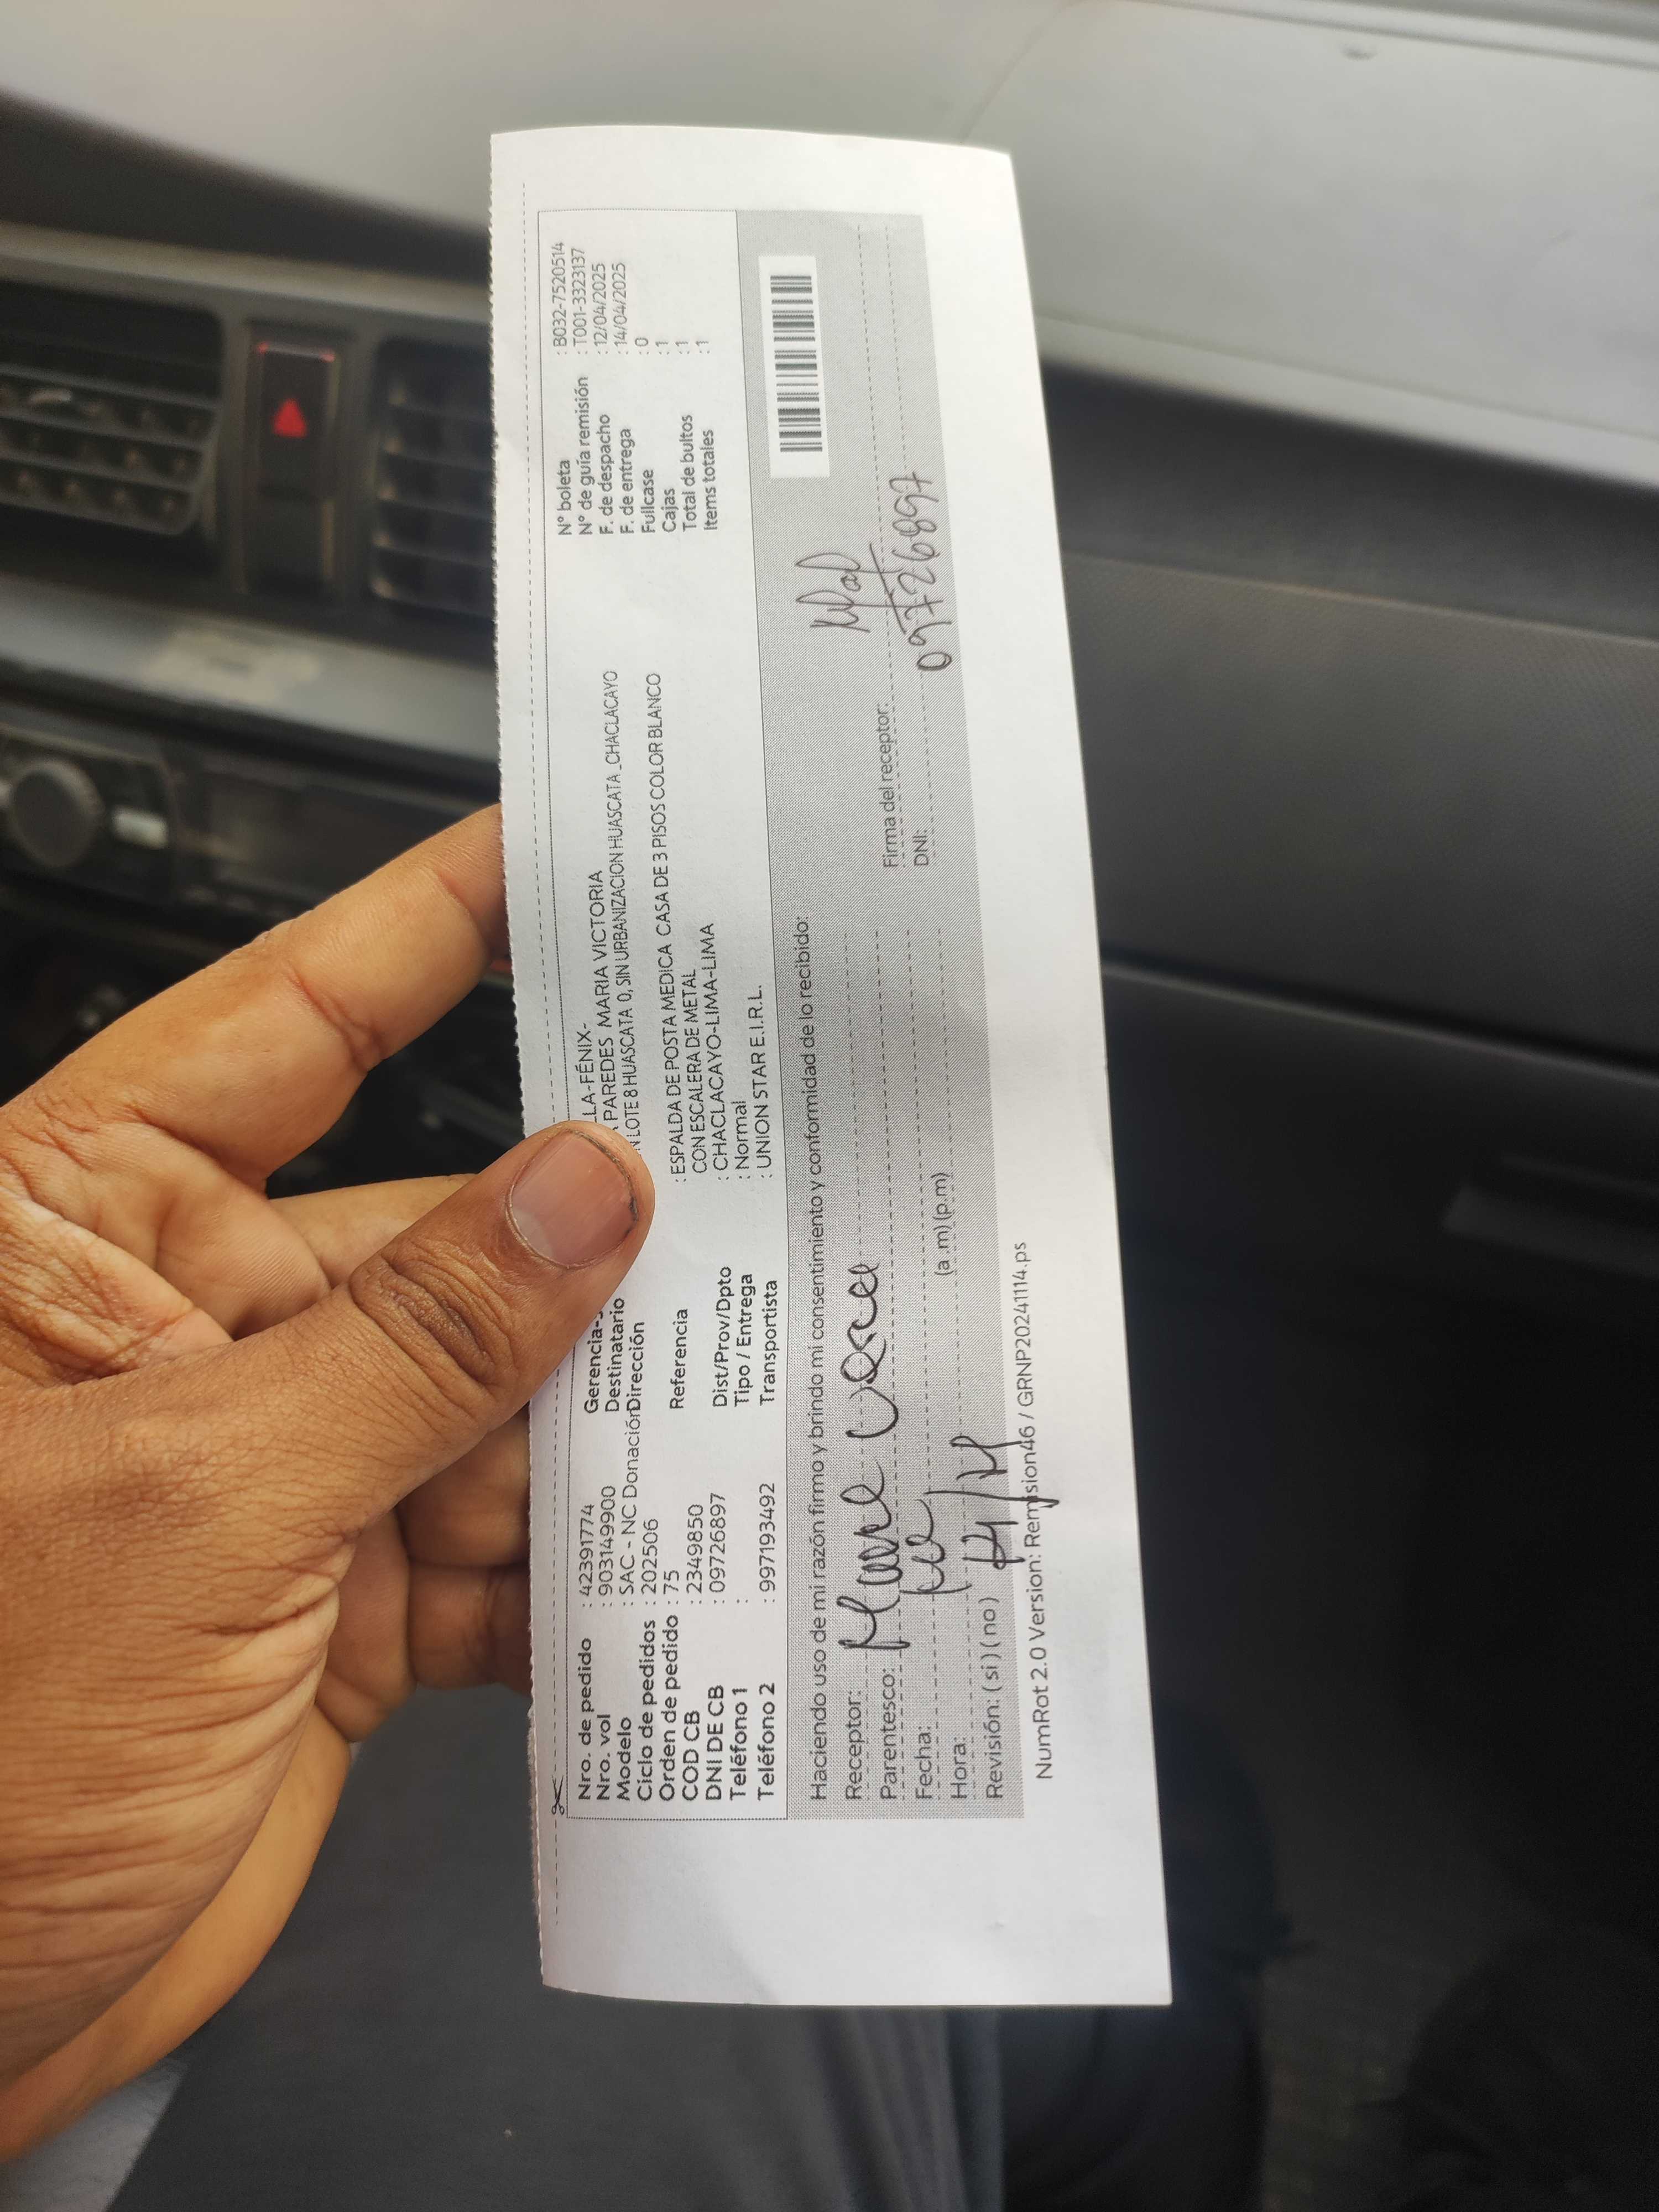 Nro. de pedido : 42391774
Nro. vol : 903149900
Modelo : SAC - NC Donación
Ciclo de pedidos : 202506
Orden de pedido : 75
COD CB : 2349850
DNI DE CB : 09726897
Teléfono 1 :
Teléfono 2 : 997193492
Gerencia- LA-FÉNIX-
Destinatario PAREDES MARIA VICTORIA
Dirección LOTE 8 HUASCATA 0, SIN URBANIZACION HUASCATA _CHACLACAYO
Referencia : ESPALDA DE POSTA MEDICA CASA DE 3 PISOS COLOR BLANCO
CON ESCALERA DE METAL
Dist/Prov/Dpto : CHACLACAYO-LIMA-LIMA
Tipo / Entrega : Normal
Transportista : UNION STAR E.I.R.L.
N° boleta : B032-7520514
N° de guía remisión : T001-3323137
F. de despacho : 12/04/2025
F. de entrega : 14/04/2025
Fullcase : 0
Cajas : 1
Total de bultos : 1
Items totales : 1
Haciendo uso de mi razón firmo y brindo mi consentimiento y conformidad de lo recibido:
Receptor:
Parentesco:
Fecha:
Hora: (a.m) (p.m)
Revisión: ( si ) ( no ) 14/4
Firma del receptor:
DNI: 09726897
NumRot 2.0 Version: Remision46 / GRNP20241114.ps